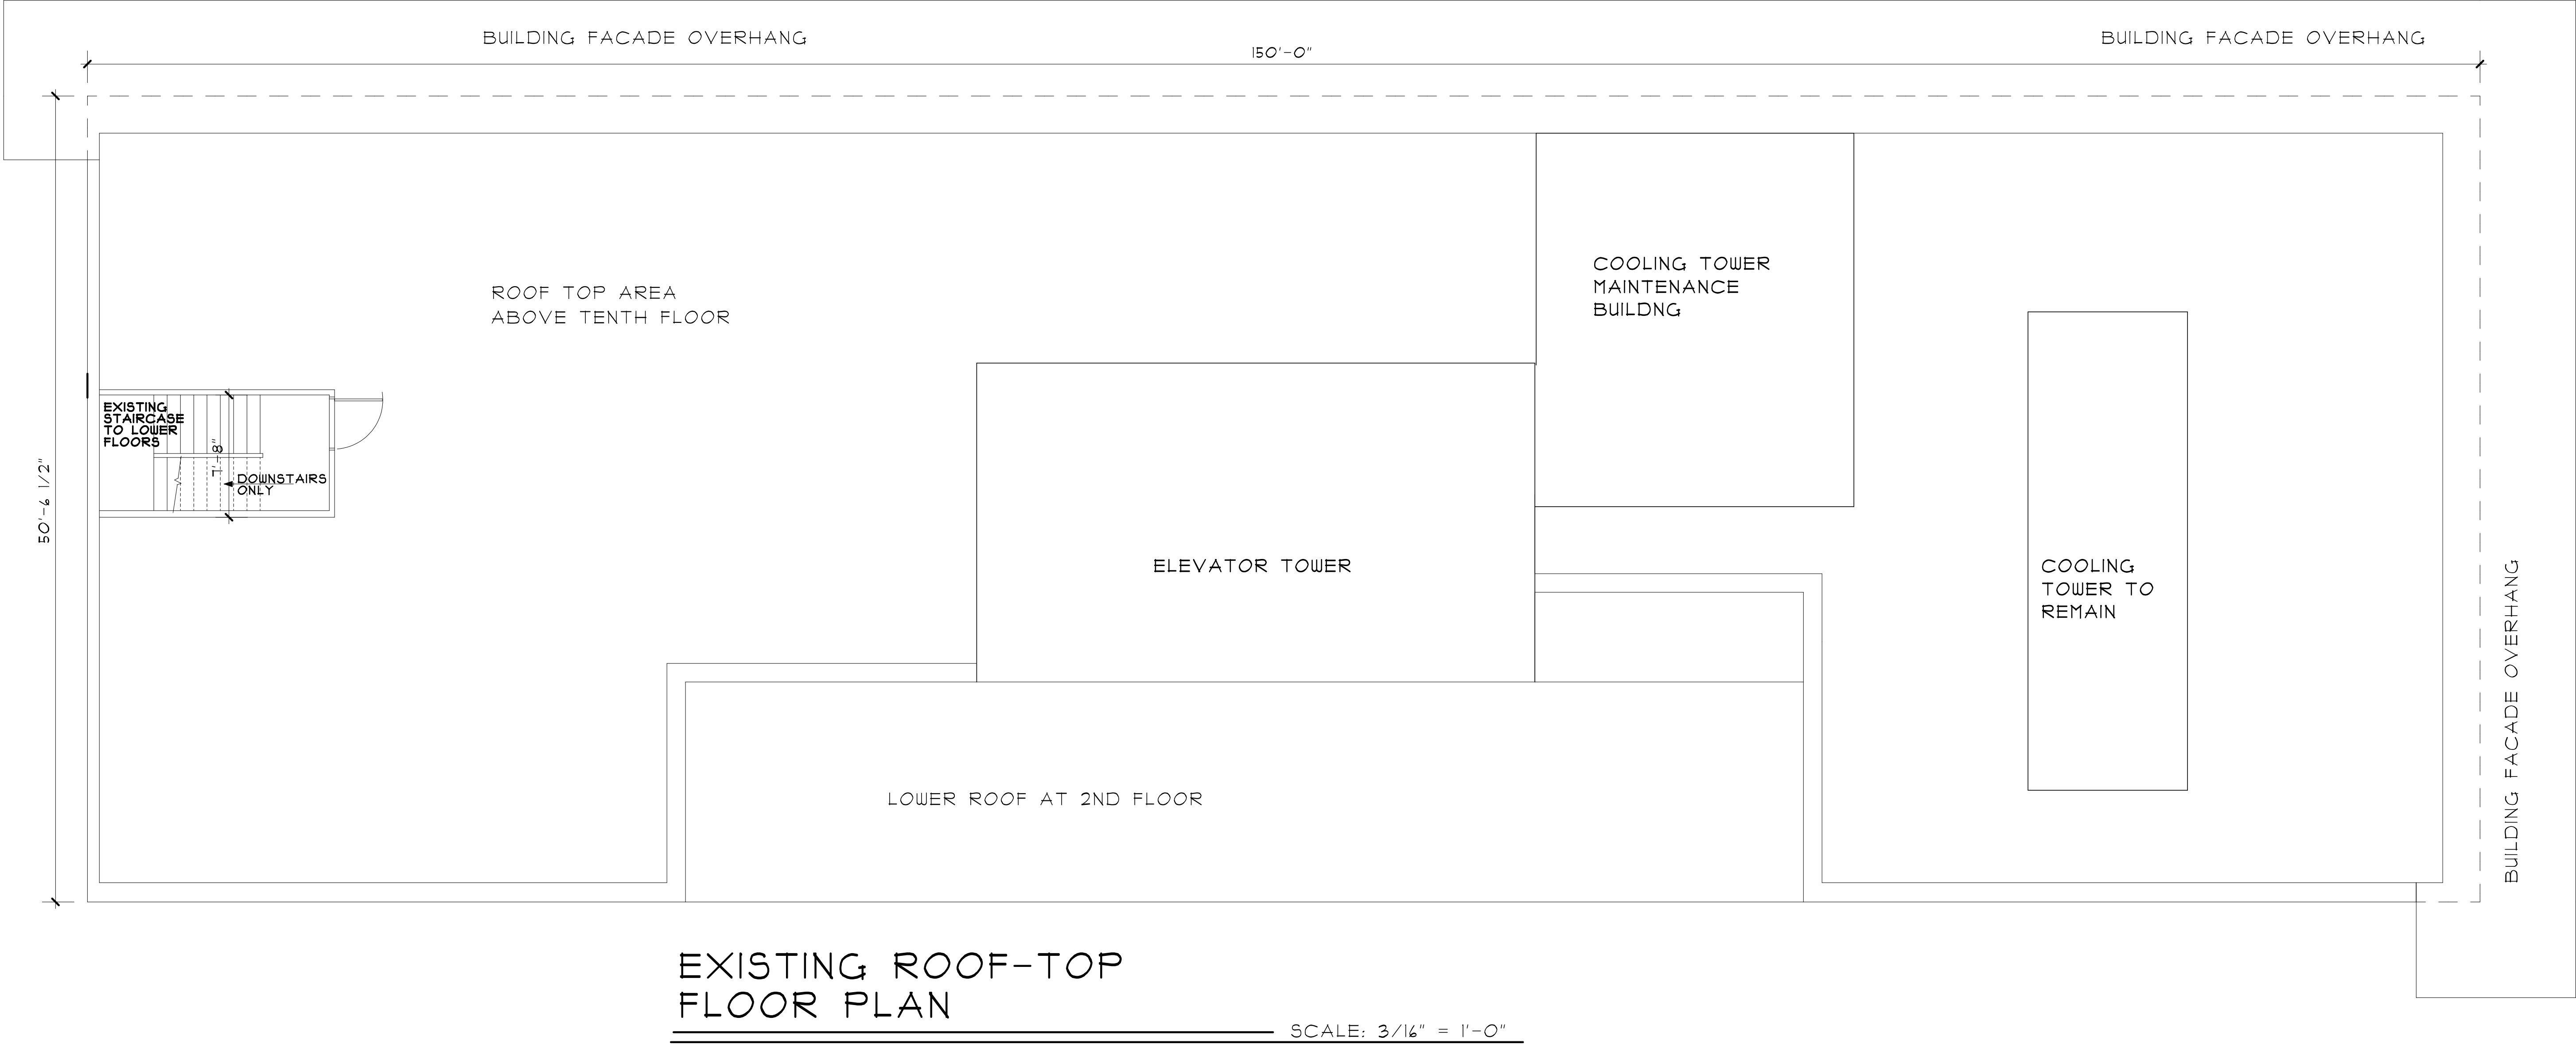 BUILDING FACADE OVERHANG
BUILDING FACADE OVERHANG
150'-0"
COOLING TOWER
MAINTENANCE
BUILDNG
ROOF TOP AREA
ABOVE TENTH FLOOR
EXISTING
STAIRCASE
TO LOWER
FLOORS
7'-8"
DOWNSTAIRS
ONLY
50'-6 1/2"
ELEVATOR TOWER
COOLING
TOWER TO
REMAIN
BUILDING FACADE OVERHANG
LOWER ROOF AT 2ND FLOOR
EXISTING ROOF-TOP
FLOOR PLAN
SCALE: 3/16" = 1'-0"